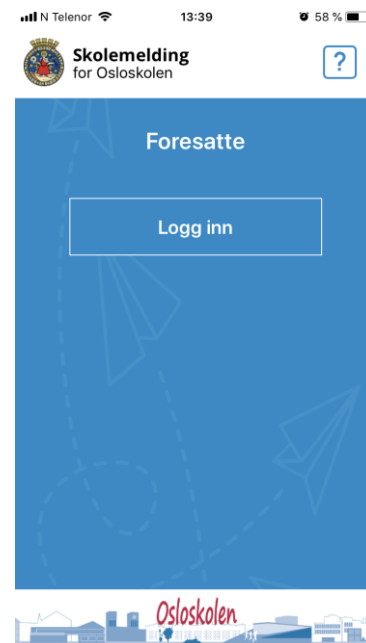 N Telenor 13:39 58 %
Skolemelding
for Osloskolen
?
Foresatte
Logg inn
Osloskolen